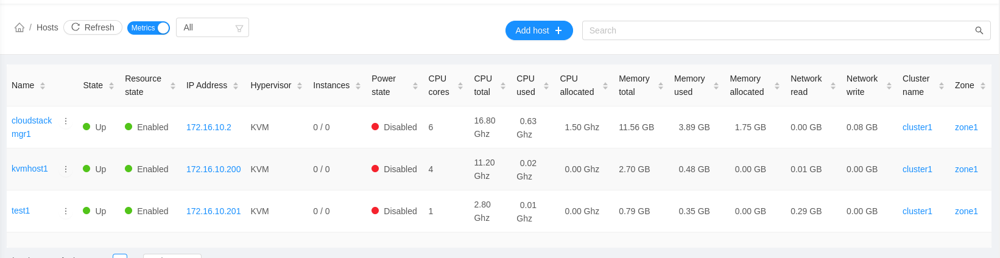 / Hosts Refresh Metrics All Add host + Search
Name State Resource state IP Address Hypervisor Instances Power state CPU cores CPU total CPU used CPU allocated Memory total Memory used Memory allocated Network read Network write Cluster name Zone
cloudstack mgr1 Up Enabled 172.16.10.2 KVM 0 / 0 Disabled 6 16.80 Ghz 0.63 Ghz 1.50 Ghz 11.56 GB 3.89 GB 1.75 GB 0.00 GB 0.08 GB cluster1 zone1
kvmhost1 Up Enabled 172.16.10.200 KVM 0 / 0 Disabled 4 11.20 Ghz 0.02 Ghz 0.00 Ghz 2.70 GB 0.48 GB 0.00 GB 0.01 GB 0.00 GB cluster1 zone1
test1 Up Enabled 172.16.10.201 KVM 0 / 0 Disabled 1 2.80 Ghz 0.01 Ghz 0.00 Ghz 0.79 GB 0.35 GB 0.00 GB 0.29 GB 0.00 GB cluster1 zone1